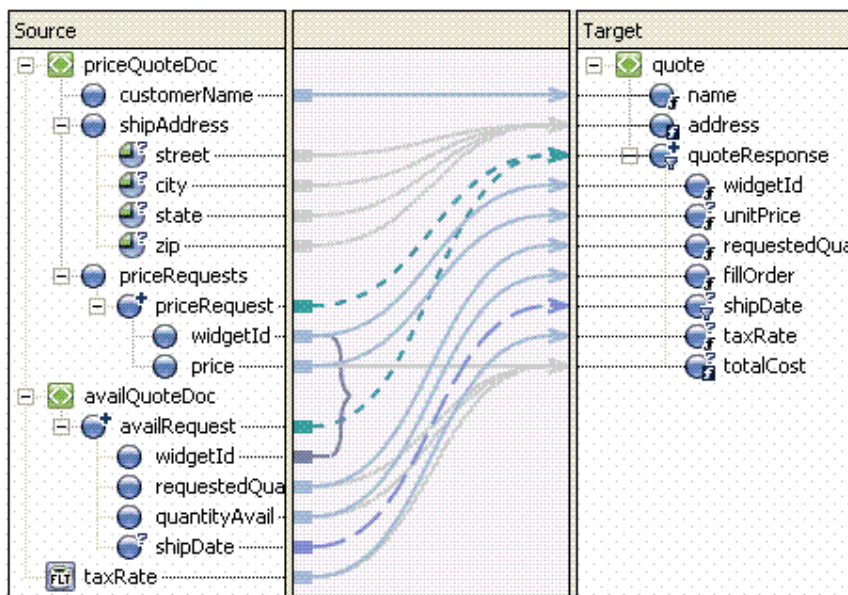 Source
Target
priceQuoteDoc
quote
customerName
name
shipAddress
address
street
quoteResponse
city
widgetId
state
unitPrice
zip
requestedQua
priceRequests
fillOrder
priceRequest
shipDate
widgetId
taxRate
price
totalCost
availQuoteDoc
availRequest
widgetId
requestedQua
quantityAvail
shipDate
FLT taxRate